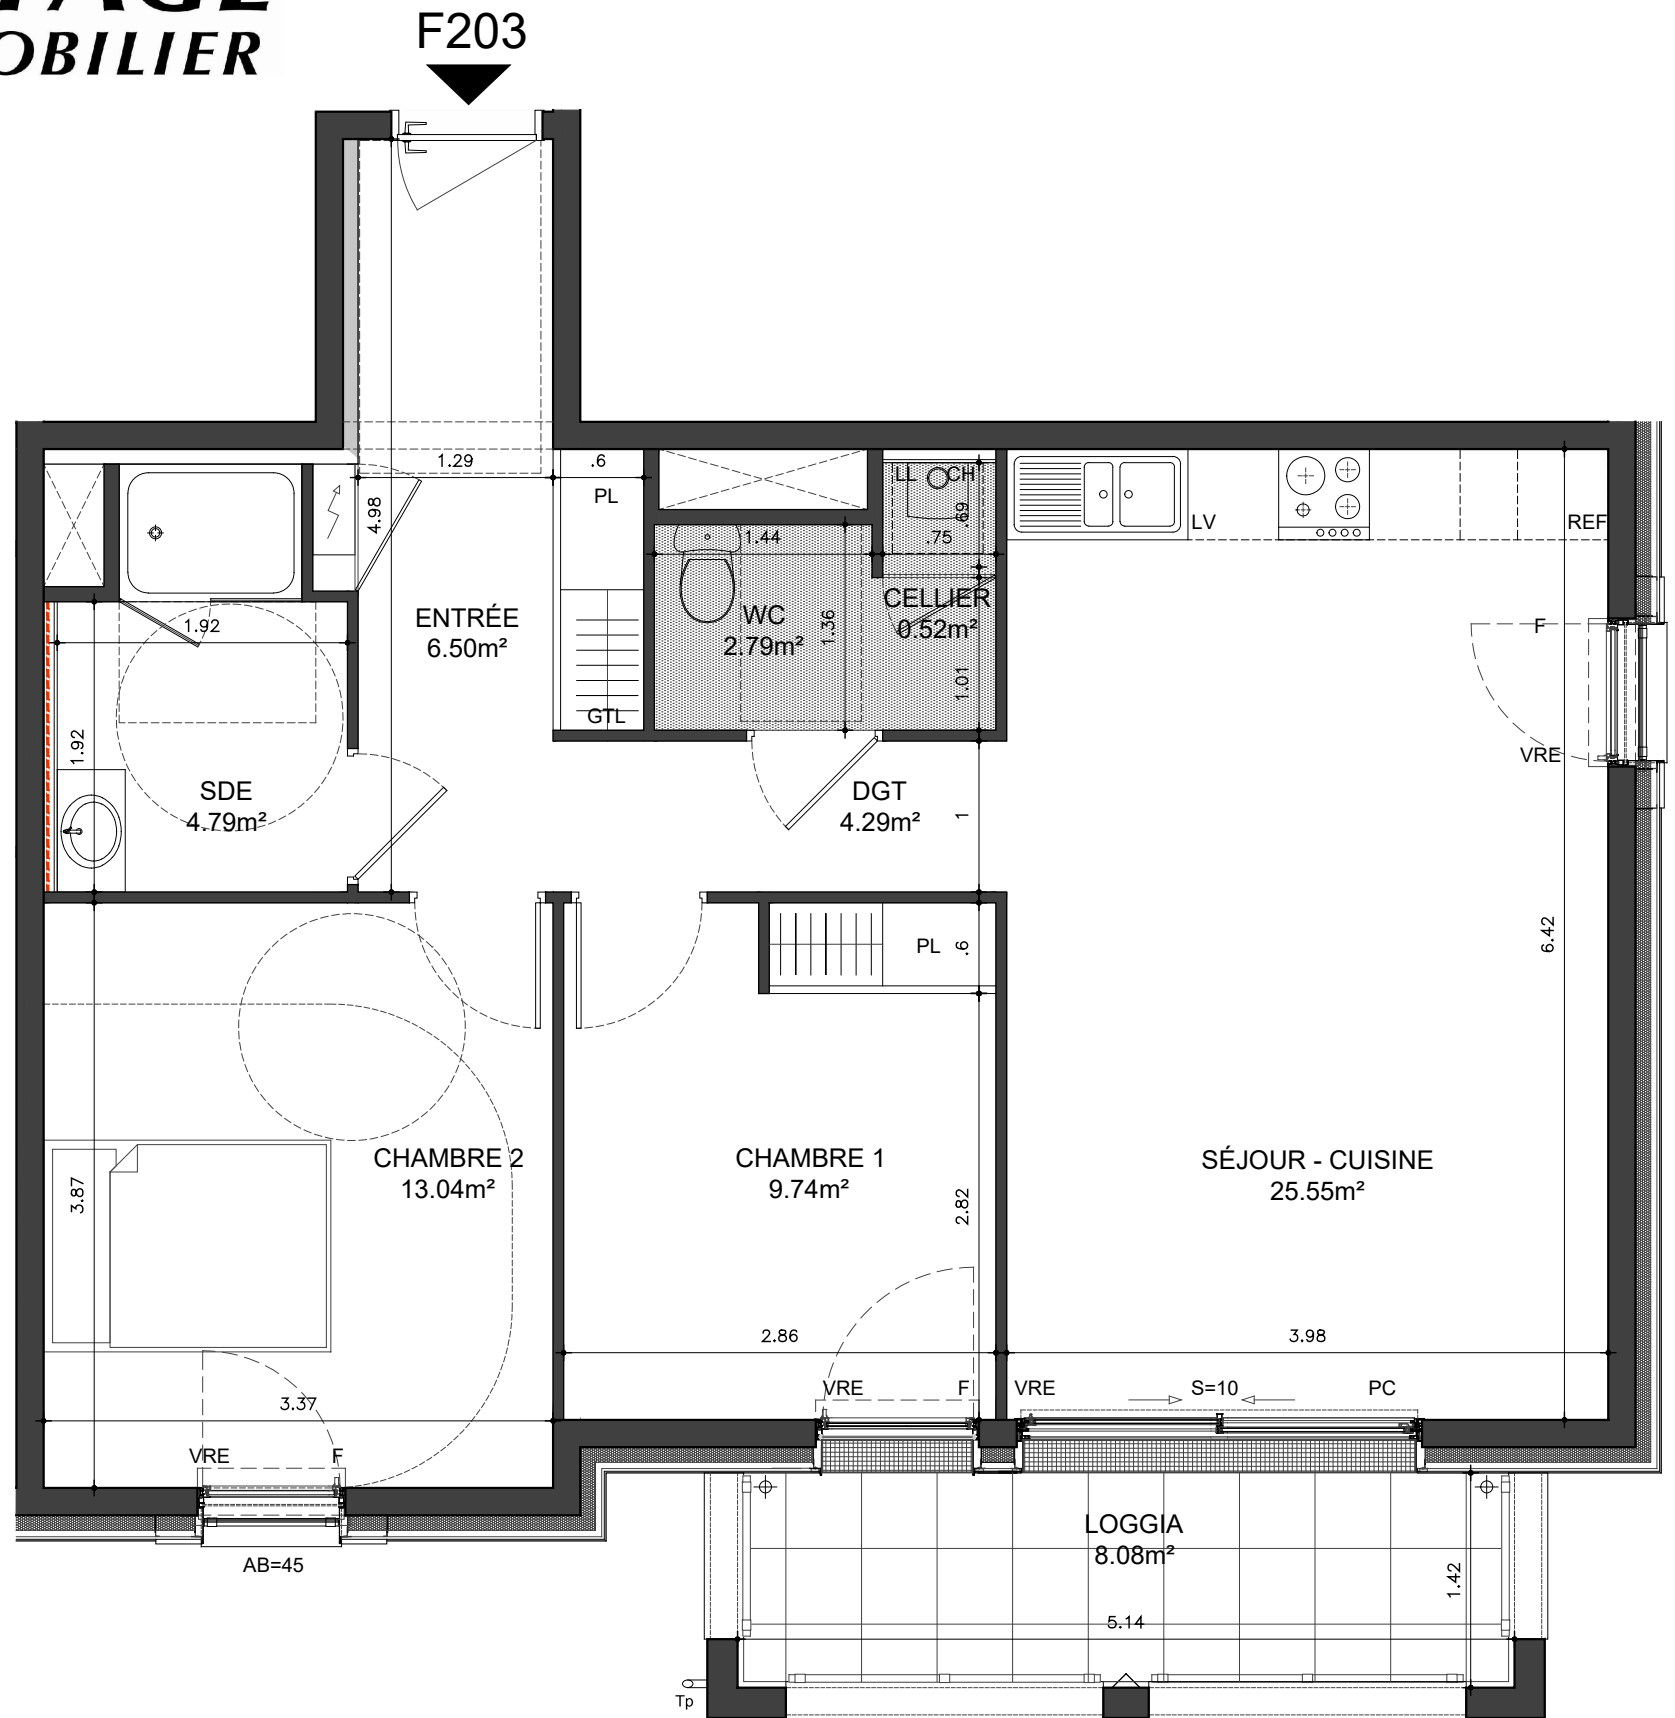 OBILIER
F203
1.29
.6
PL
4.98
LL
CH
.69
1.44
.75
LV
REF
ENTRÉE
6.50m²
WC
2.79m²
1.36
CELLIER
0.52m²
1.01
1.92
F
GTL
1.92
VRE
SDE
4.79m²
DGT
4.29m²
1
PL
.6
6.42
CHAMBRE 2
13.04m²
CHAMBRE 1
9.74m²
SÉJOUR - CUISINE
25.55m²
3.87
2.82
2.86
3.98
VRE
F
VRE
S=10
PC
3.37
VRE
F
AB=45
LOGGIA
8.08m²
1.42
5.14
Tp